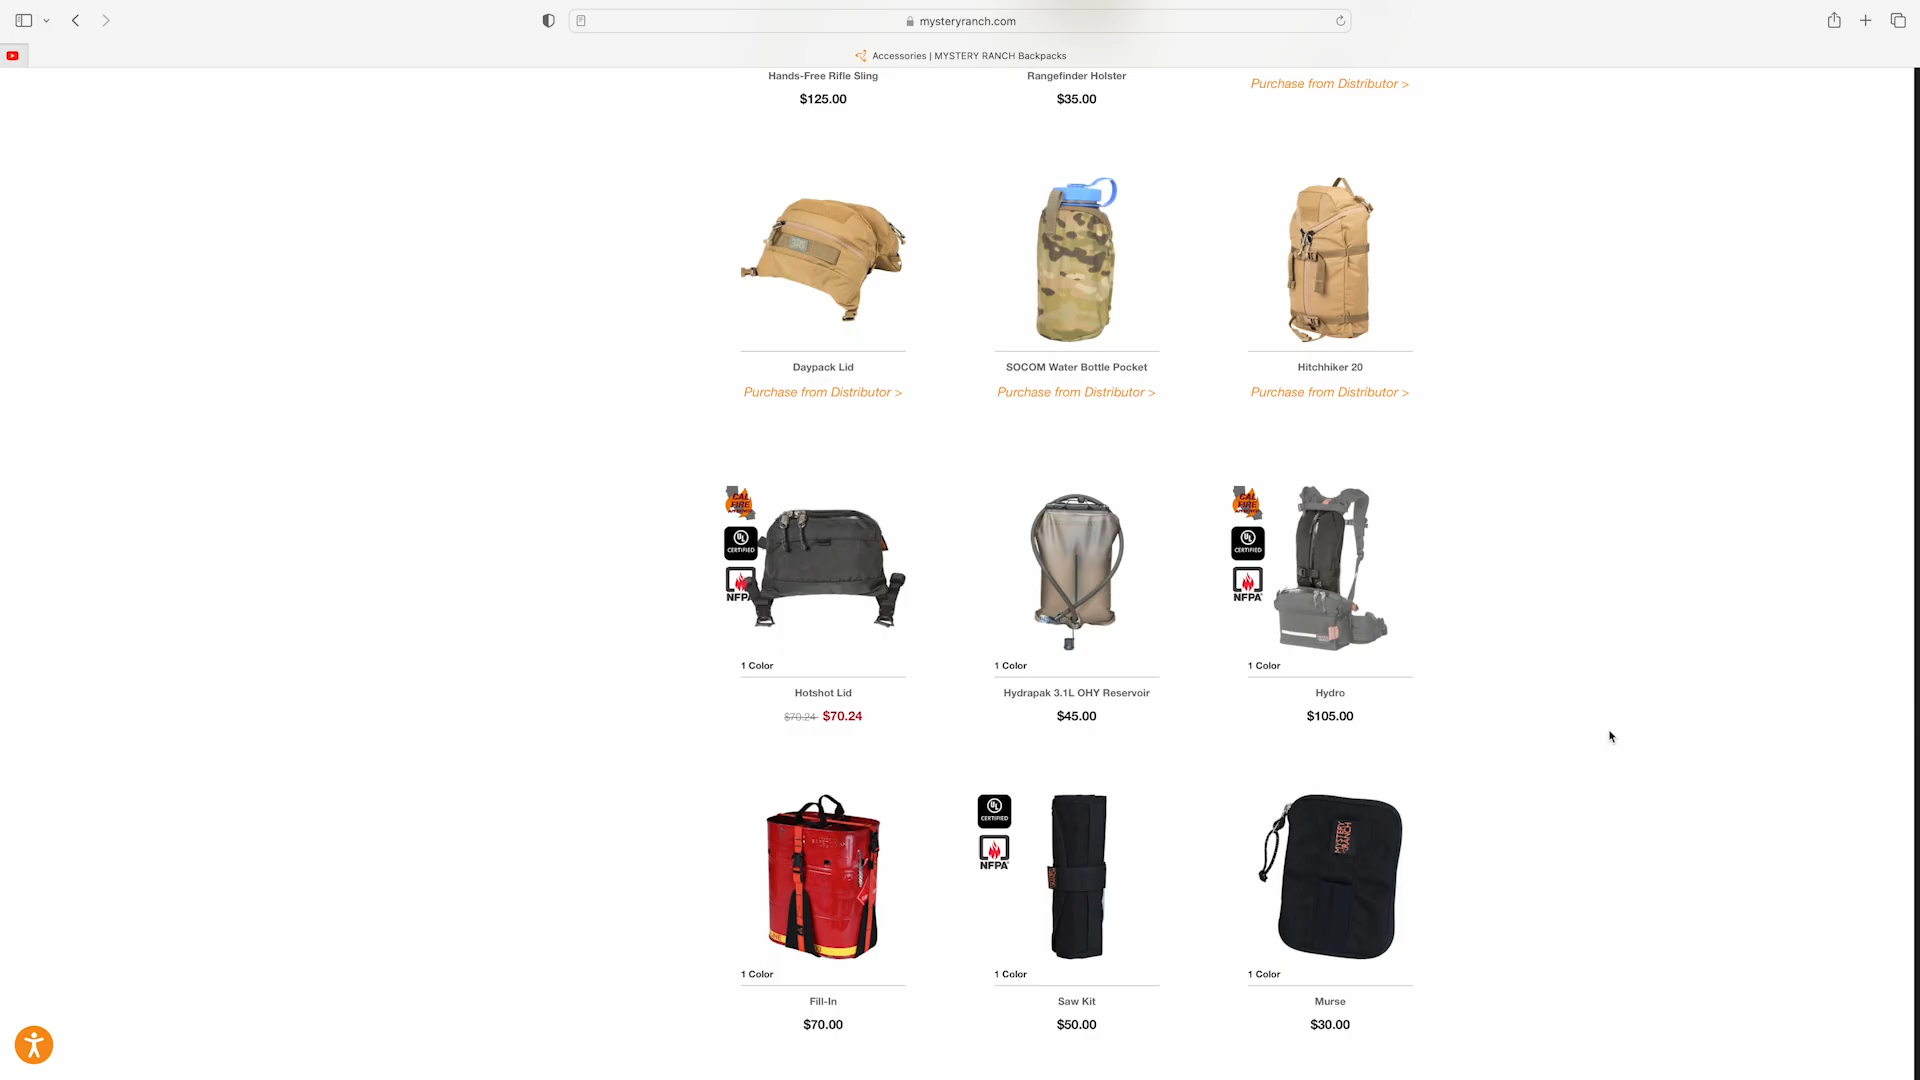 mysteryranch.com
Accessories | MYSTERY RANCH Backpacks
Hands-Free Rifle Sling
$125.00
Rangefinder Holster
$35.00
Purchase from Distributor >
Daypack Lid
Purchase from Distributor >
SOCOM Water Bottle Pocket
Purchase from Distributor >
Hitchhiker 20
Purchase from Distributor >
CAL FIRE
UL CERTIFIED
NFPA
1 Color
Hotshot Lid
$70.24 $70.24
1 Color
Hydrapak 3.1L OHY Reservoir
$45.00
CAL FIRE
UL CERTIFIED
NFPA
1 Color
Hydro
$105.00
1 Color
Fill-In
$70.00
UL CERTIFIED
NFPA
1 Color
Saw Kit
$50.00
MYSTERY
RANCH
1 Color
Murse
$30.00